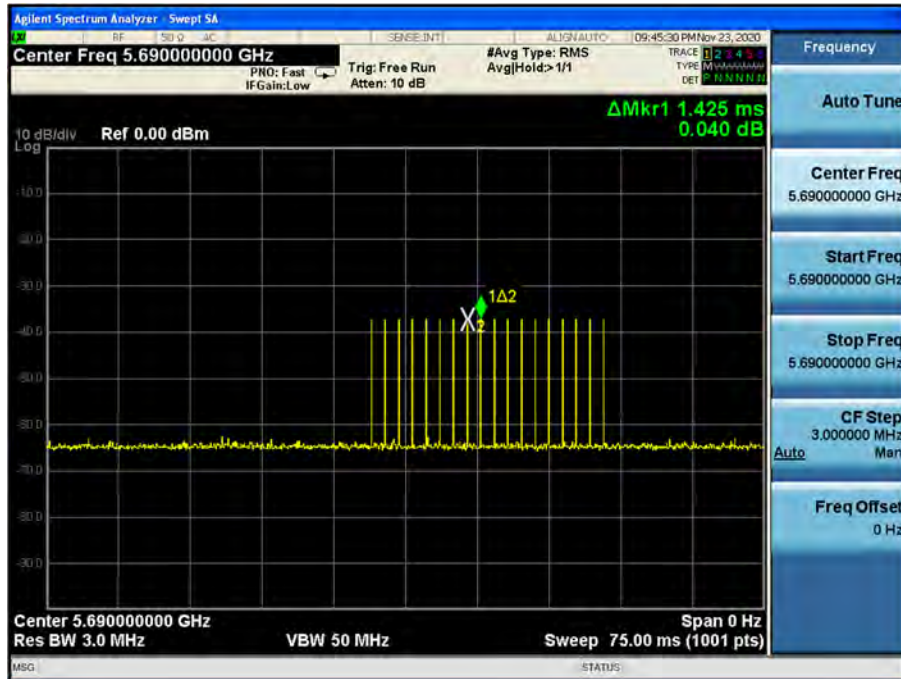 Agilent Spectrum Analyzer - Swept SA
LXI RF 50 Ω AC SENSE:INT ALIGNAUTO 09:45:30 PM Nov 23, 2020
Center Freq 5.690000000 GHz
PNO: Fast
IFGain:Low
Trig: Free Run
Atten: 10 dB
#Avg Type: RMS
Avg|Hold:>1/1
TRACE 1 2 3 4 5 6
TYPE M
DET P N N N N N
ΔMkr1 1.425 ms
0.040 dB
10 dB/div Ref 0.00 dBm
Log
-10.0
-20.0
-30.0
-40.0
-50.0
-60.0
-70.0
-80.0
-90.0
1Δ2
2
Center 5.690000000 GHz Span 0 Hz
Res BW 3.0 MHz VBW 50 MHz Sweep 75.00 ms (1001 pts)
MSG STATUS
Frequency
Auto Tune
Center Freq
5.690000000 GHz
Start Freq
5.690000000 GHz
Stop Freq
5.690000000 GHz
CF Step
3.000000 MHz
Auto Man
Freq Offset
0 Hz